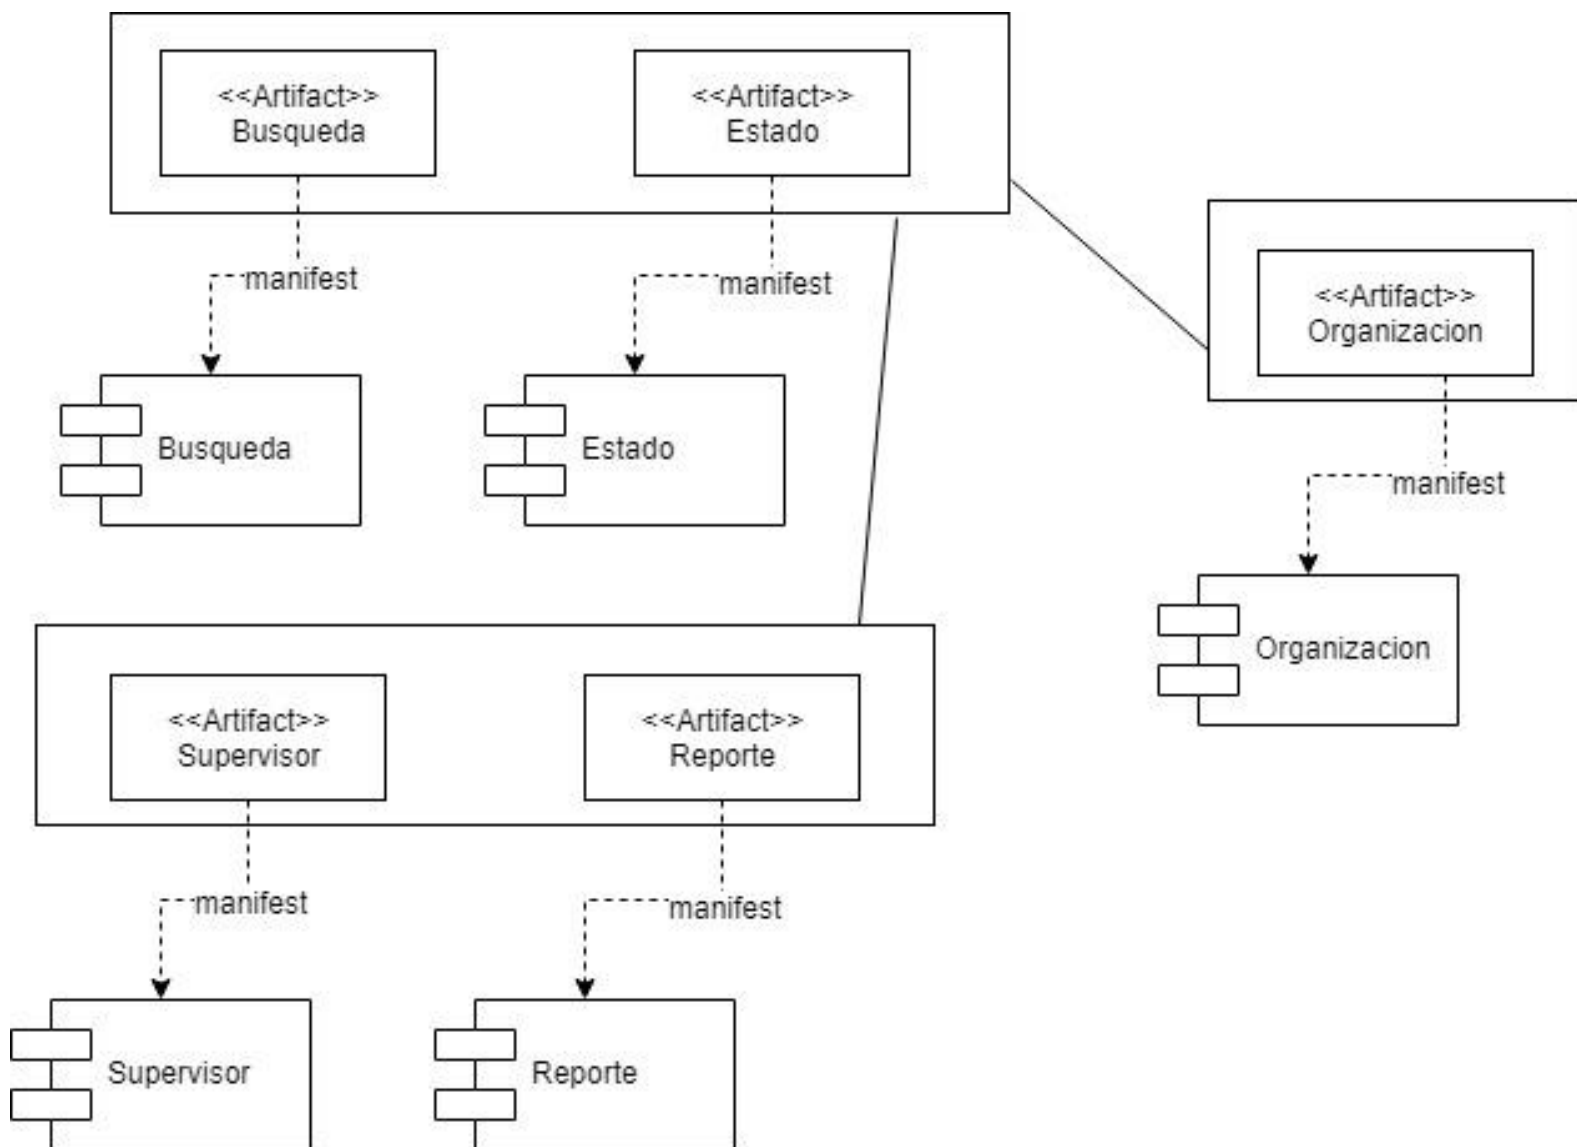 <<Artifact>>
Busqueda
<<Artifact>>
Estado
manifest
manifest
<<Artifact>>
Organizacion
Busqueda
Estado
manifest
Organizacion
<<Artifact>>
Supervisor
<<Artifact>>
Reporte
manifest
manifest
Supervisor
Reporte